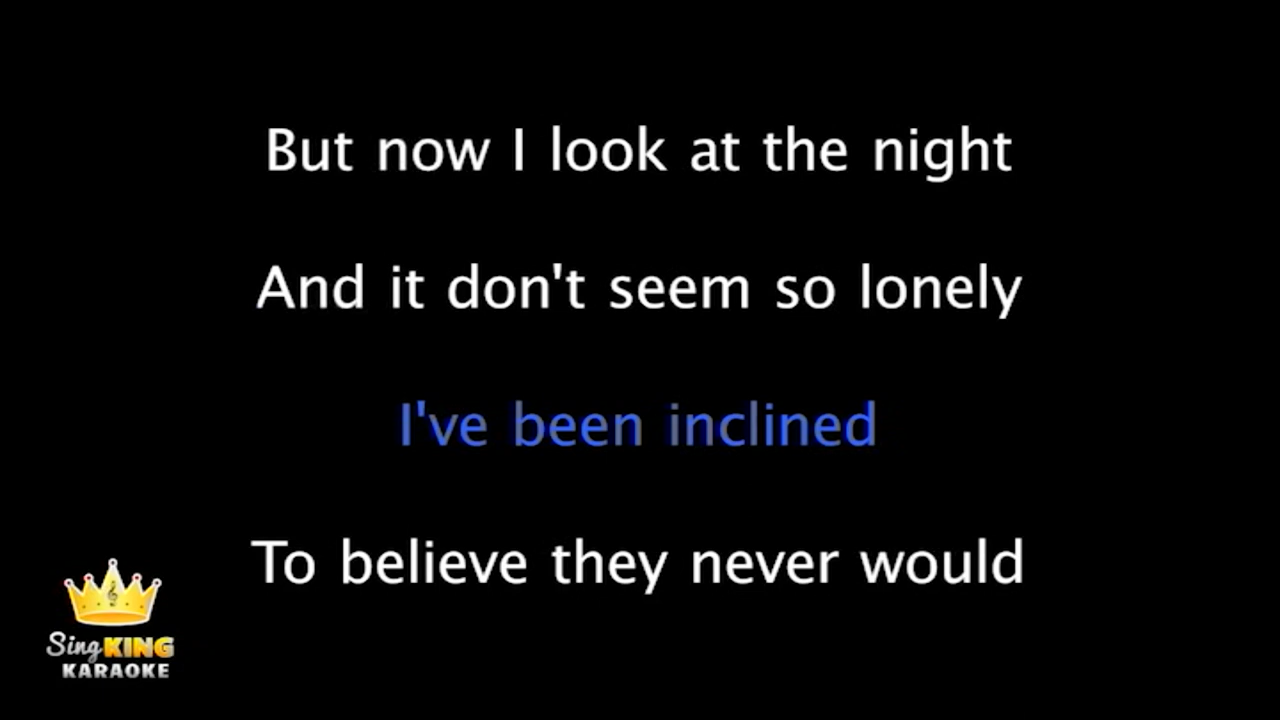 But now I look at the night
And it don't seem so lonely
I've been inclined
To believe they never would
Sing KING
KARAOKE